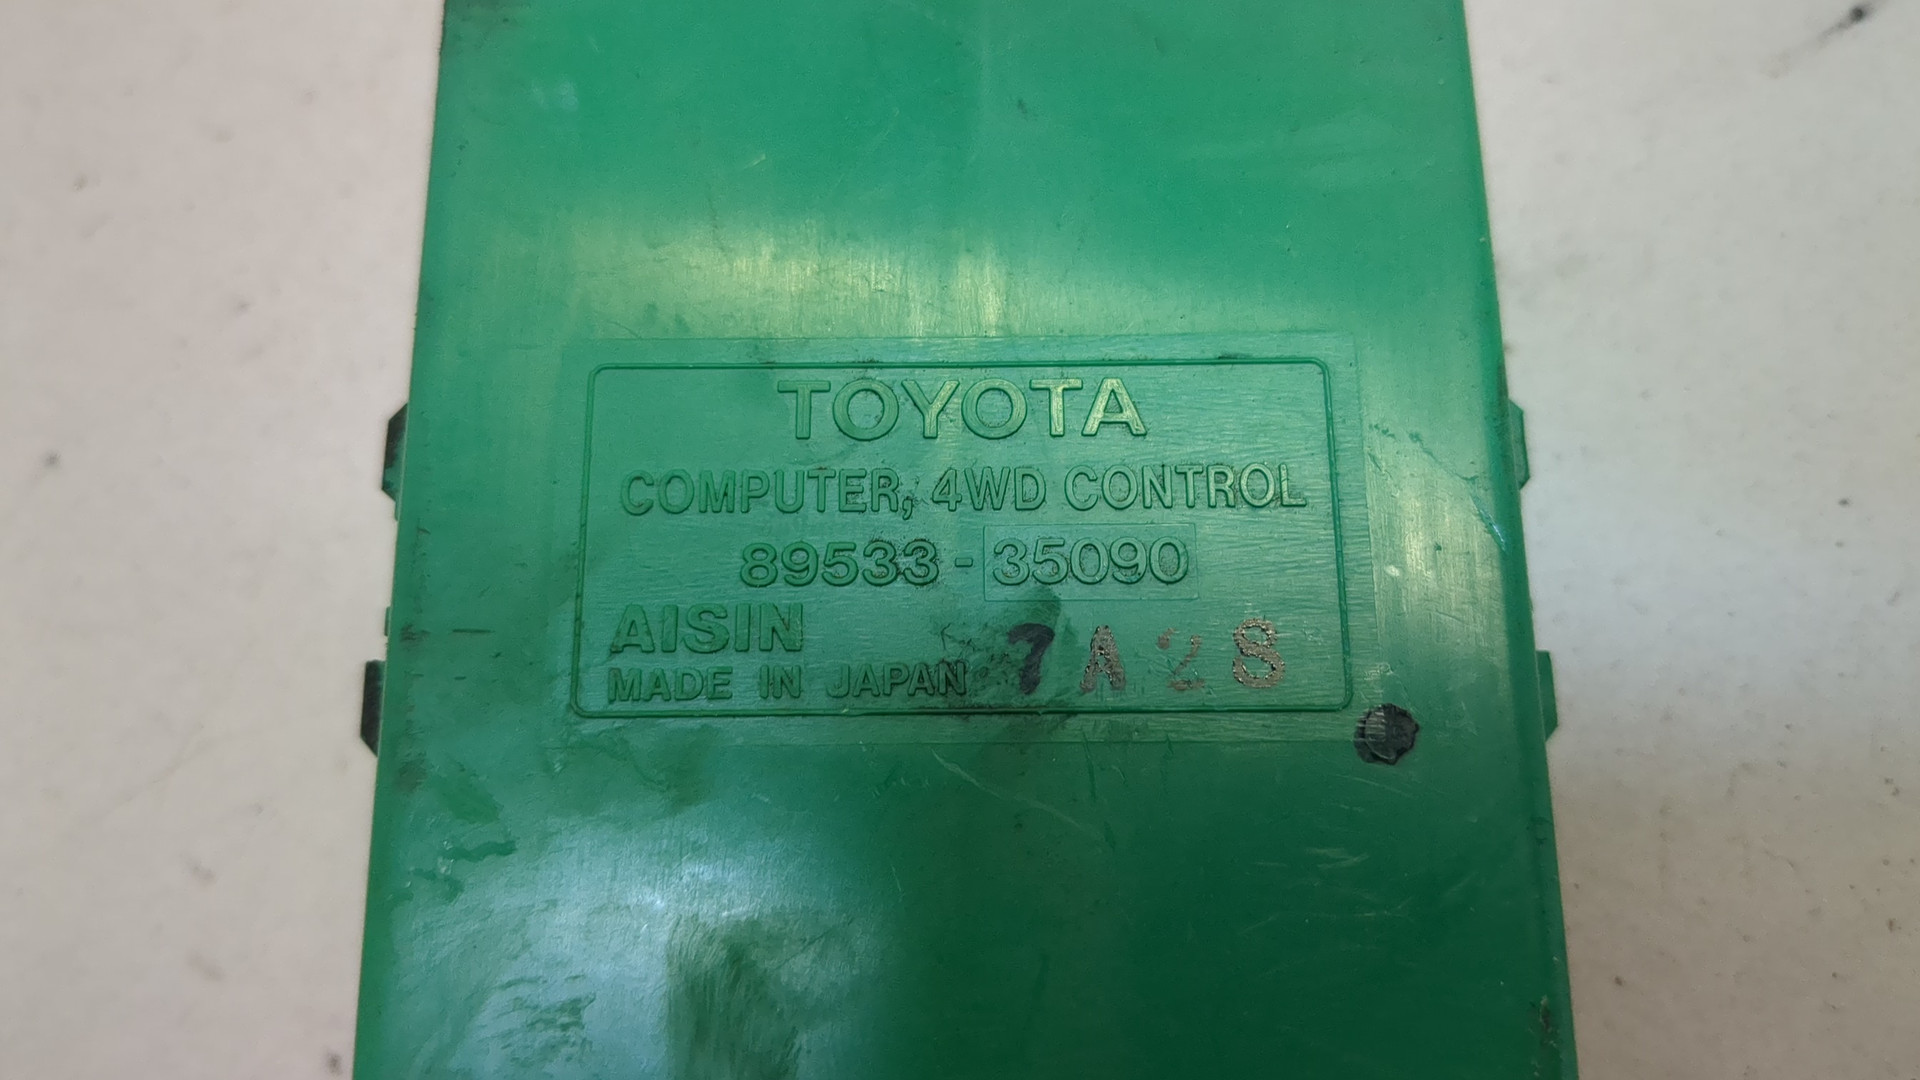 TOYOTA
COMPUTER, 4WD CONTROL
89533-35090
AISIN
MADE IN JAPAN 7A28